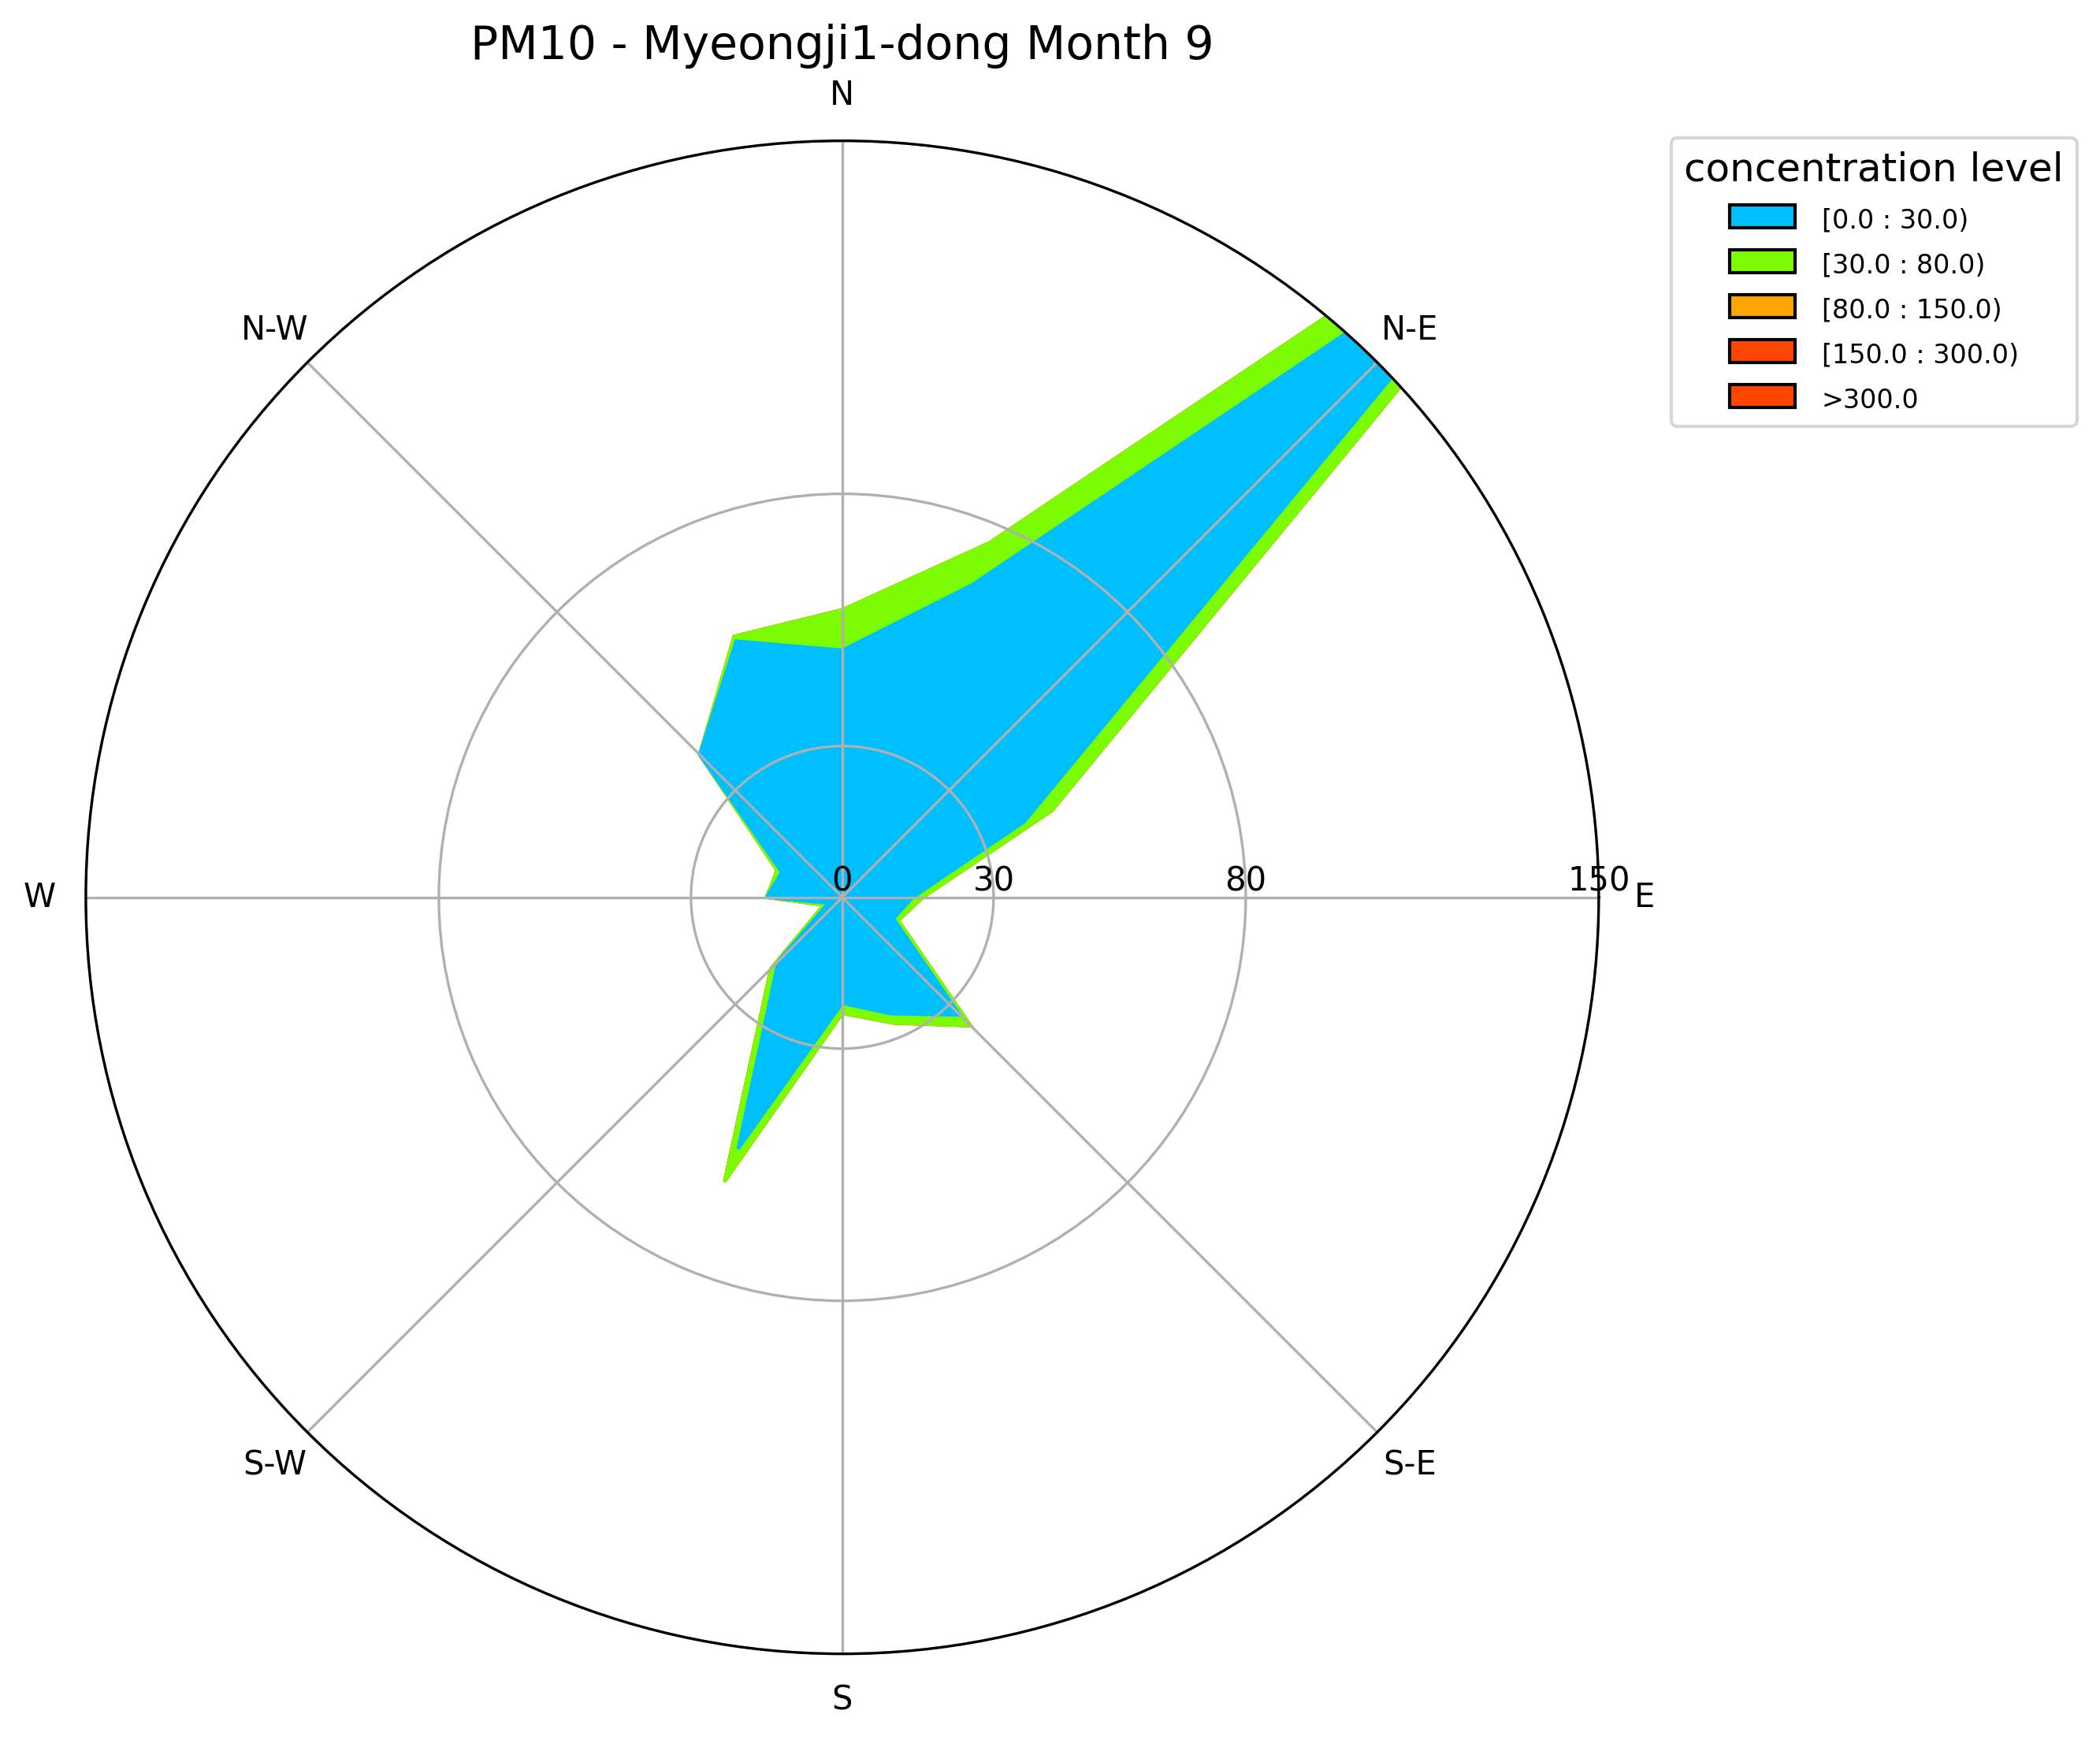 PM10 - Myeongji1-dong Month 9
N
concentration level
[0.0 : 30.0)
[30.0 : 80.0)
[80.0 : 150.0)
[150.0 : 300.0)
>300.0
N-W
N-E
W
0
30
80
150
E
S-W
S-E
S